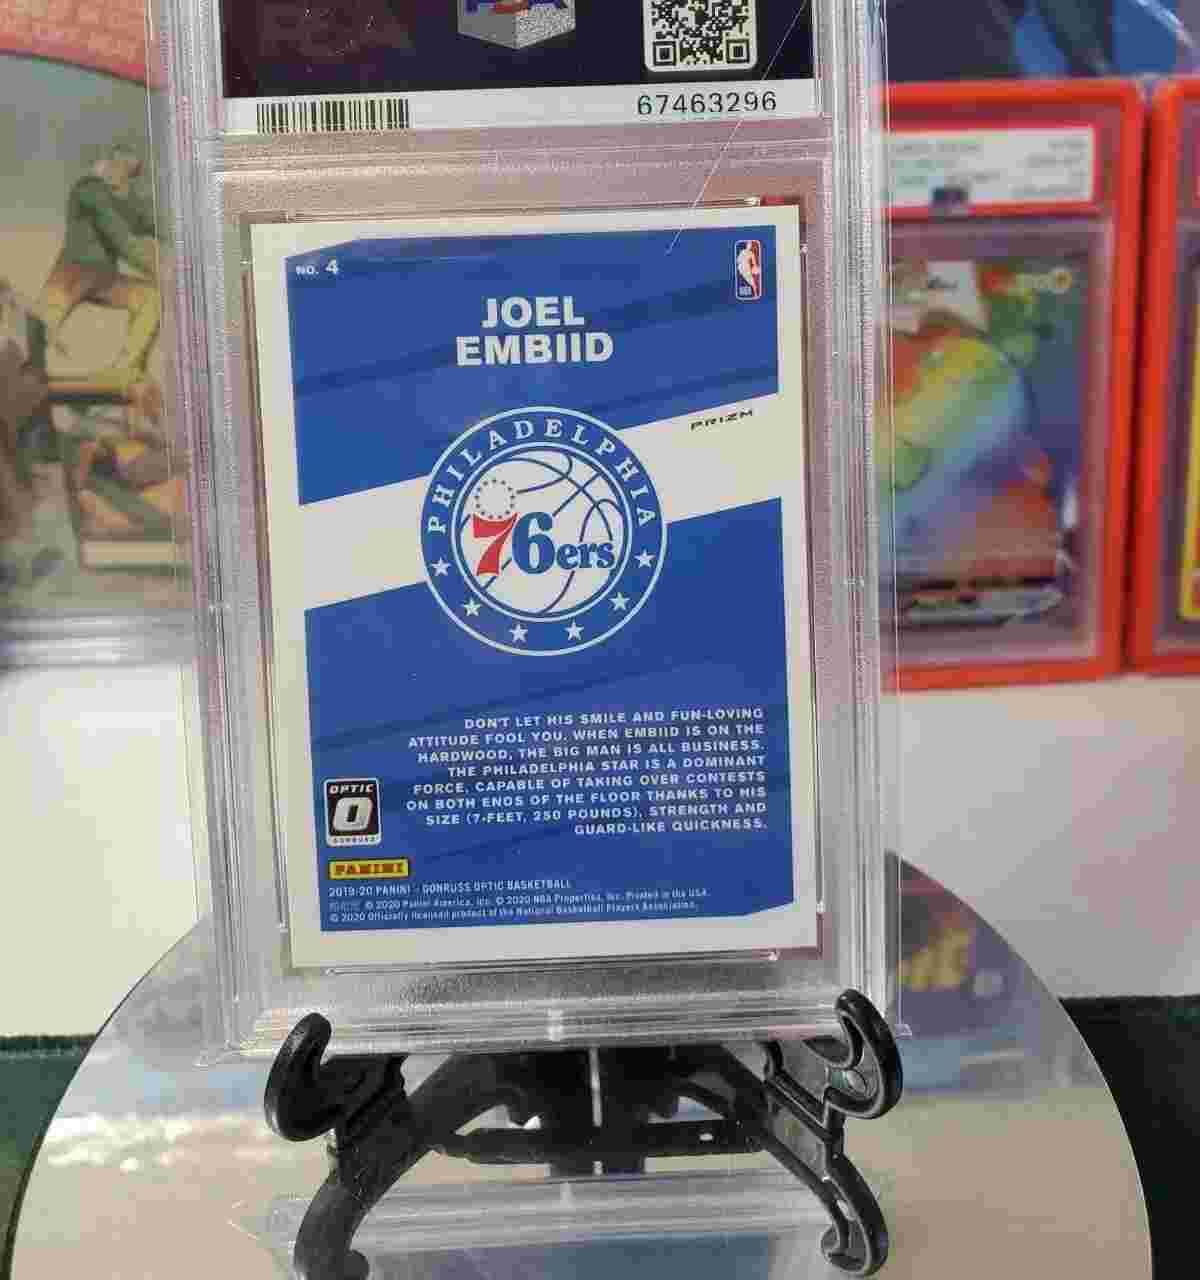 67463296
NO. 4
JOEL
EMBIID
PRIZM
PHILADELPHIA
76ers
DON'T LET HIS SMILE AND FUN-LOVING
ATTITUDE FOOL YOU. WHEN EMBIID IS ON THE
HARDWOOD, THE BIG MAN IS ALL BUSINESS.
THE PHILADELPHIA STAR IS A DOMINANT
FORCE, CAPABLE OF TAKING OVER CONTESTS
ON BOTH ENDS OF THE FLOOR THANKS TO HIS
SIZE (7-FEET, 250 POUNDS), STRENGTH AND
GUARD-LIKE QUICKNESS.
OPTIC
O
DONRUSS
PANINI
2019-20 PANINI - DONRUSS OPTIC BASKETBALL
© 2020 Panini America, Inc. © 2020 NBA Properties, Inc. Printed in the USA.
© 2020 Officially licensed product of the National Basketball Players Association.